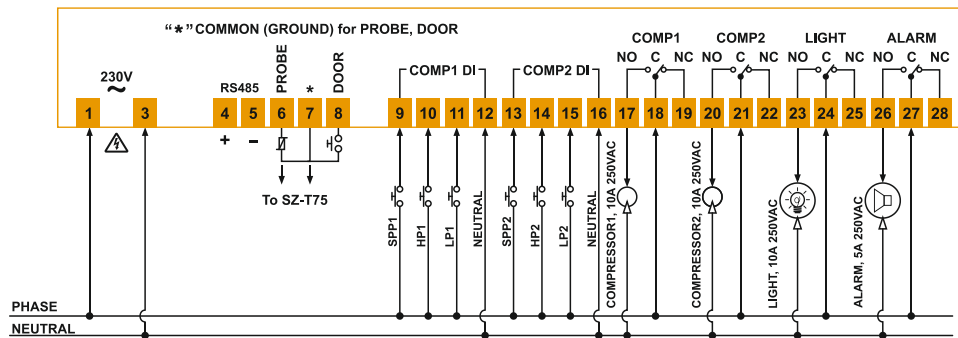 "*" COMMON (GROUND) for PROBE, DOOR
COMP1 COMP2 LIGHT ALARM
230V RS485 PROBE * DOOR COMP1 DI COMP2 DI NO C NC NO C NC NO C NC NO C NC
~
1 3 4 5 6 7 8 9 10 11 12 13 14 15 16 17 18 19 20 21 22 23 24 25 26 27 28
+ -
To SZ-T75
SPP1
HP1
LP1
NEUTRAL
SPP2
HP2
LP2
NEUTRAL
COMPRESSOR1, 10A 250VAC
COMPRESSOR2, 10A 250VAC
LIGHT, 10A 250VAC
ALARM, 5A 250VAC
PHASE
NEUTRAL